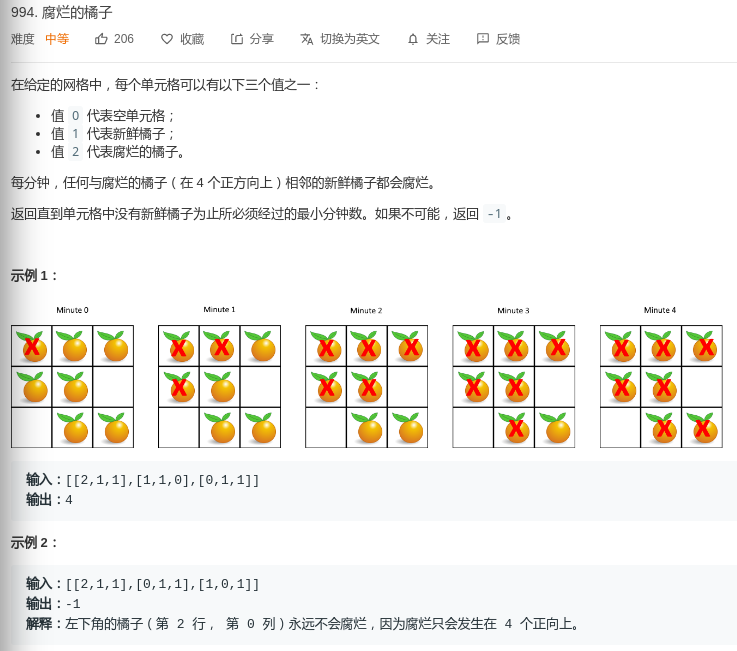 994. 腐烂的橘子
难度 中等 206 收藏 分享 切换为英文 关注 反馈
在给定的网格中，每个单元格可以有以下三个值之一：
• 值 0 代表空单元格；
• 值 1 代表新鲜橘子；
• 值 2 代表腐烂的橘子。
每分钟，任何与腐烂的橘子（在 4 个正方向上）相邻的新鲜橘子都会腐烂。
返回直到单元格中没有新鲜橘子为止所必须经过的最小分钟数。如果不可能，返回 -1 。
示例 1：
Minute 0 Minute 1 Minute 2 Minute 3 Minute 4
输入：[[2,1,1],[1,1,0],[0,1,1]]
输出：4
示例 2：
输入：[[2,1,1],[0,1,1],[1,0,1]]
输出：-1
解释：左下角的橘子（第 2 行， 第 0 列）永远不会腐烂，因为腐烂只会发生在 4 个正向上。